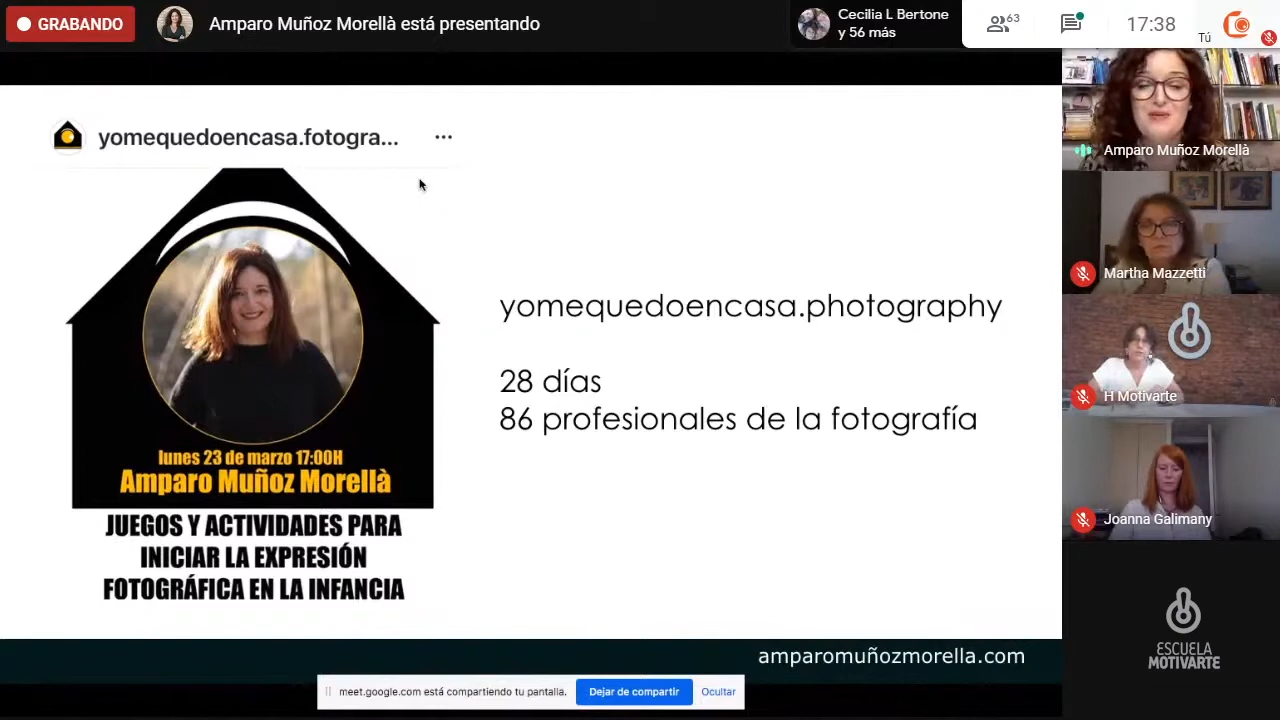 GRABANDO
Amparo Muñoz Morellà está presentando
Cecilia L Bertone
y 56 más
63
17:38
Tú
yomequedoencasa.fotogra...
lunes 23 de marzo 17:00H
Amparo Muñoz Morellà
JUEGOS Y ACTIVIDADES PARA
INICIAR LA EXPRESIÓN
FOTOGRÁFICA EN LA INFANCIA
yomequedoencasa.photography
28 días
86 profesionales de la fotografía
amparomuñozmorella.com
meet.google.com está compartiendo tu pantalla.
Dejar de compartir
Ocultar
Amparo Muñoz Morellà
Martha Mazzetti
H Motivarte
Joanna Galimany
ESCUELA
MOTIVARTE